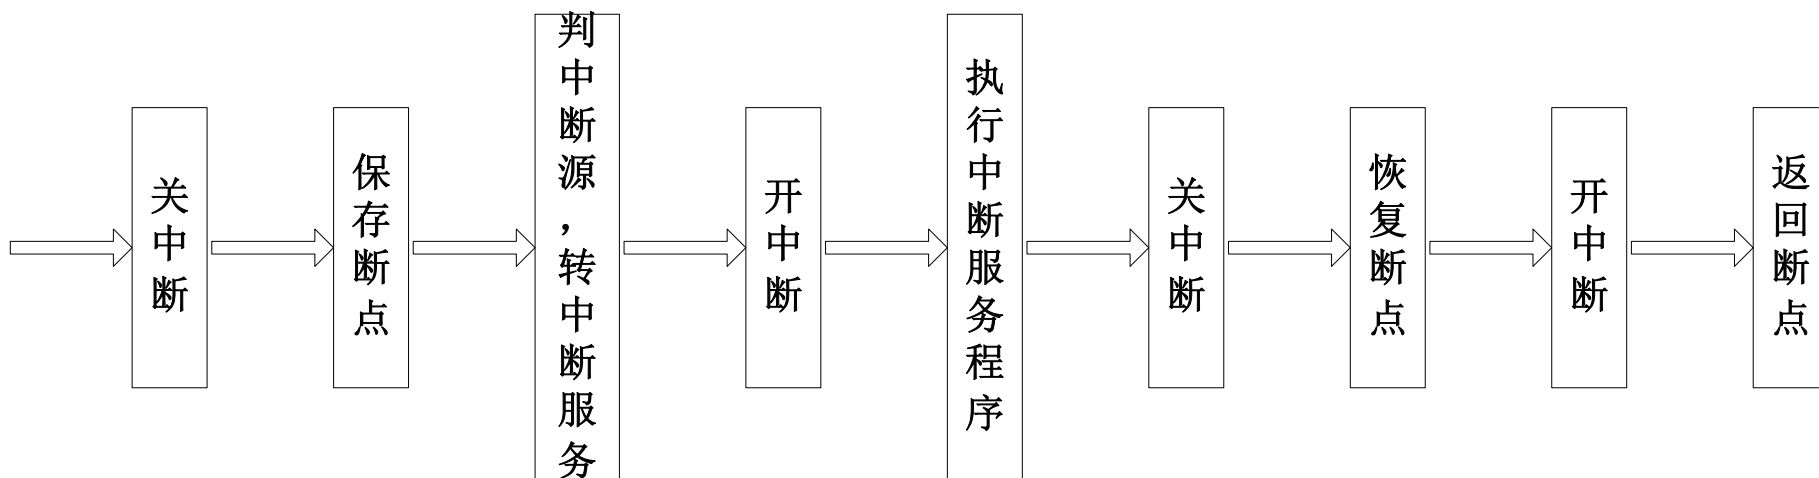 关中断
保存断点
判中断源，转中断服务
开中断
执行中断服务程序
关中断
恢复断点
开中断
返回断点